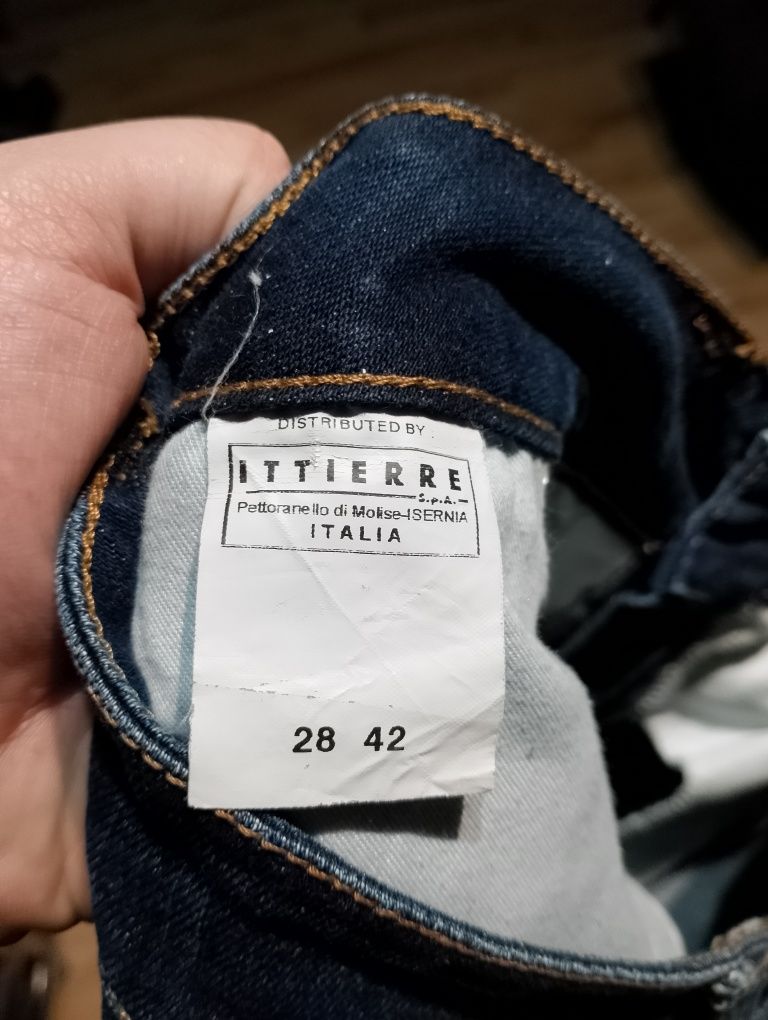 DISTRIBUTED BY
ITTIERRE
S.p.A.
Pettoranello di Molise-ISERNIA
ITALIA
28 42